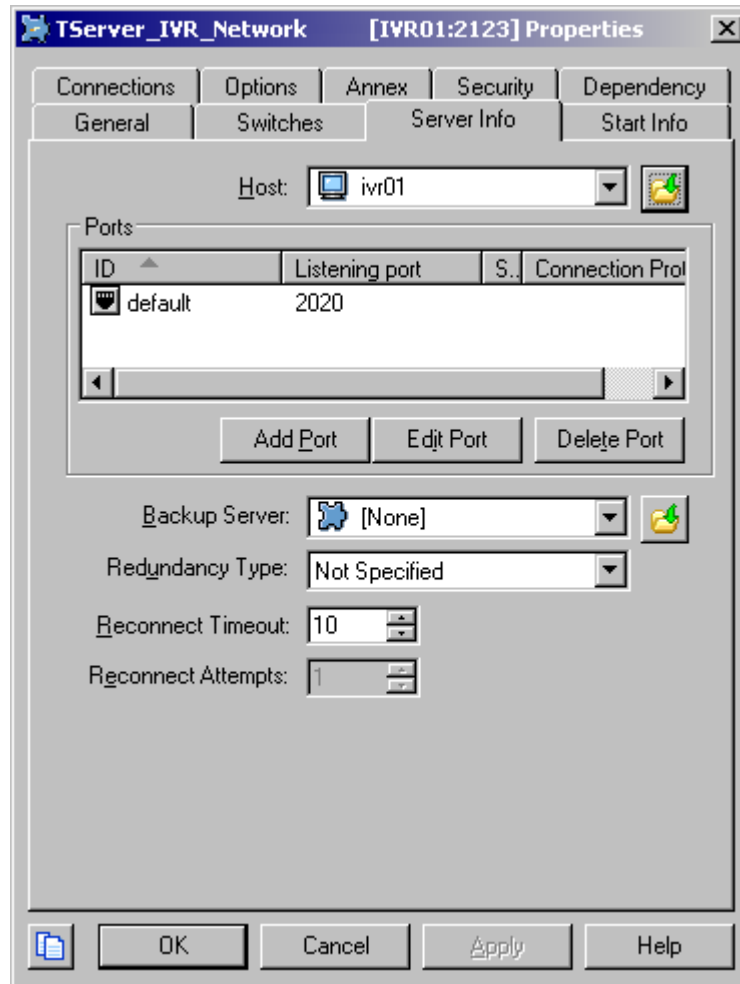 TServer_IVR_Network [IVR01:2123] Properties
Connections Options Annex Security Dependency
General Switches Server Info Start Info
Host: ivr01
Ports
ID Listening port S.. Connection Prot
default 2020
Add Port Edit Port Delete Port
Backup Server: [None]
Redundancy Type: Not Specified
Reconnect Timeout: 10
Reconnect Attempts: 1
OK Cancel Apply Help